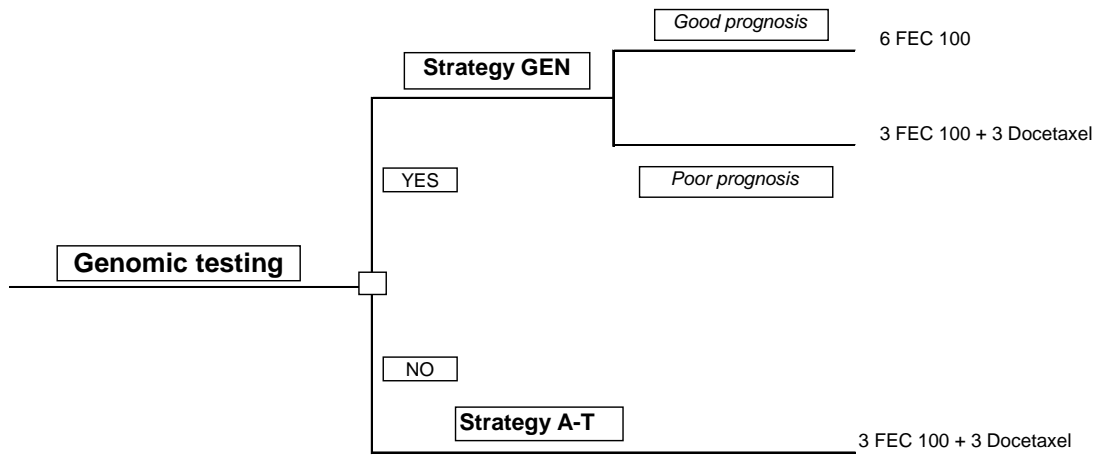 Good prognosis
6 FEC 100
Strategy GEN
3 FEC 100 + 3 Docetaxel
YES
Poor prognosis
Genomic testing
NO
Strategy A-T
3 FEC 100 + 3 Docetaxel